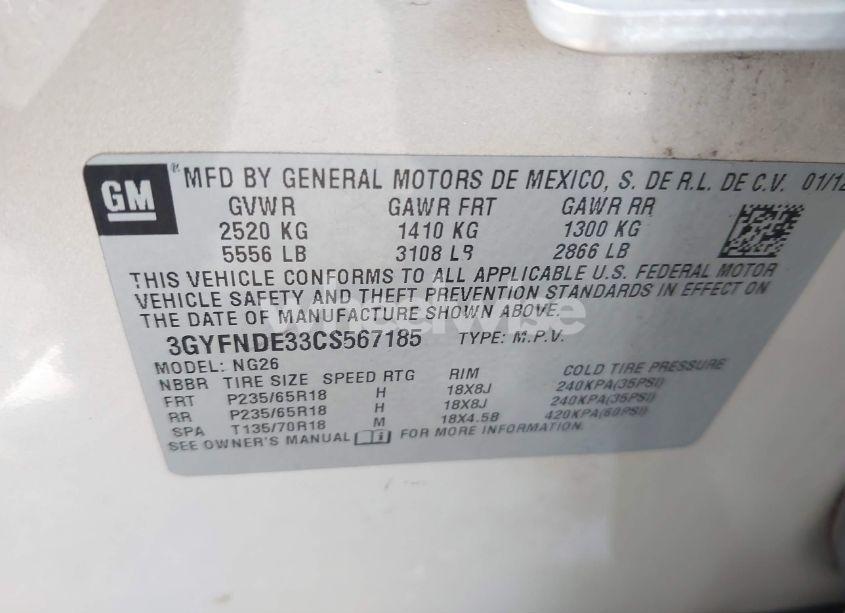 GM ® MFD BY GENERAL MOTORS DE MEXICO, S. DE R.L. DE C.V. 01/12
GVWR GAWR FRT GAWR RR
2520 KG 1410 KG 1300 KG
5556 LB 3108 LB 2866 LB
THIS VEHICLE CONFORMS TO ALL APPLICABLE U.S. FEDERAL MOTOR
VEHICLE SAFETY AND THEFT PREVENTION STANDARDS IN EFFECT ON
THE DATE OF MANUFACTURE SHOWN ABOVE.
wheelwise
3GYFNDE33CS567185 TYPE: M.P.V.
MODEL: NG26
NBBR TIRE SIZE SPEED RTG RIM COLD TIRE PRESSURE
FRT P235/65R18 H 18X8J 240KPA(35PSI)
RR P235/65R18 H 18X8J 240KPA(35PSI)
SPA T135/70R18 M 18X4.5B 420KPA(60PSI)
SEE OWNER'S MANUAL i FOR MORE INFORMATION.